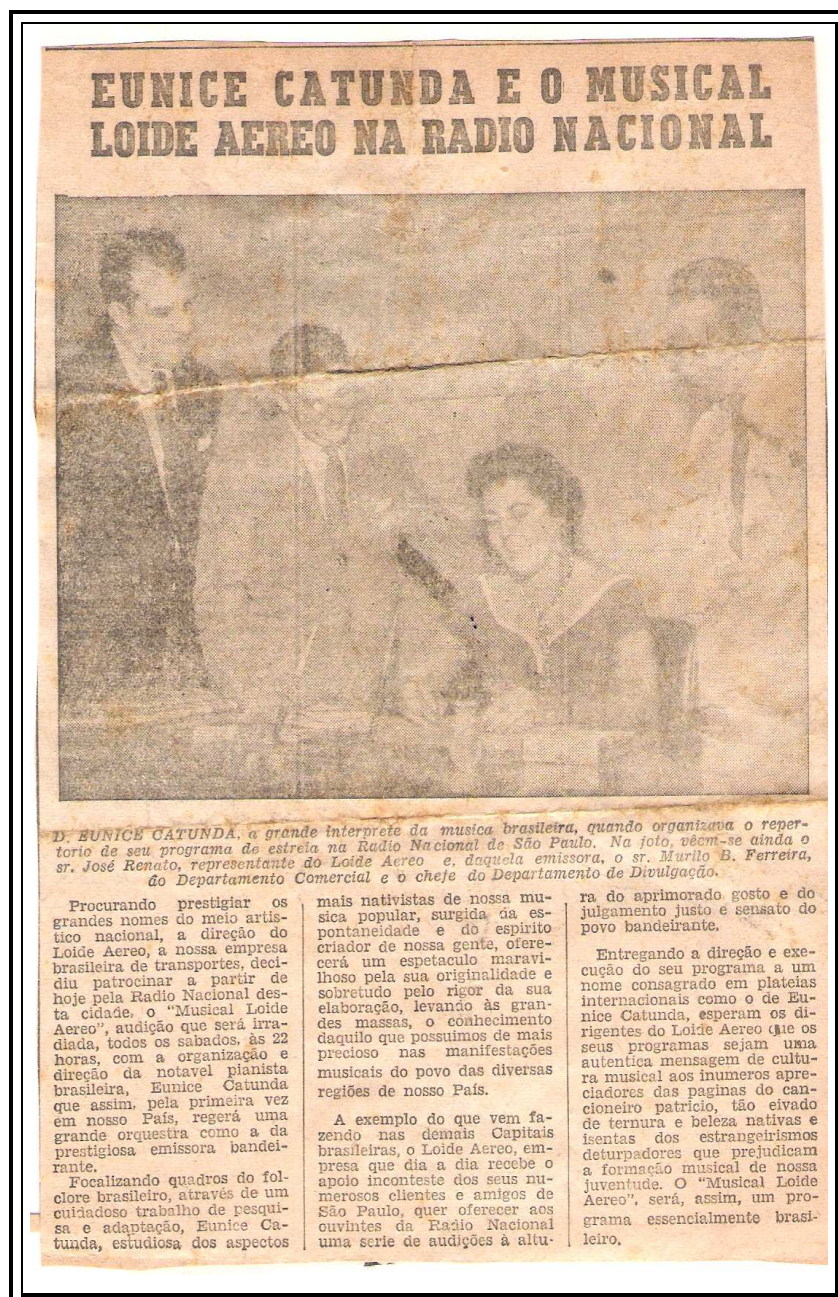 EUNICE CATUNDA E O MUSICAL
LOIDE AEREO NA RADIO NACIONAL
D. EUNICE CATUNDA, a grande interprete da musica brasileira, quando organizava o reper-
torio de seu programa de estreia na Radio Nacional de São Paulo. Na foto, vêem-se ainda o
sr. José Renato, representante do Loide Aereo e, daquela emissora, o sr. Murilo B. Ferreira,
do Departamento Comercial e o chefe do Departamento de Divulgação.
Procurando prestigiar os
grandes nomes do meio artis-
tico nacional, a direção do
Loide Aereo, a nossa empresa
brasileira de transportes, deci-
diu patrocinar a partir de
hoje pela Radio Nacional des-
ta cidade, o "Musical Loide
Aereo", audição que será irra-
diada, todos os sabados, às 22
horas, com a organização e
direção da notavel pianista
brasileira, Eunice Catunda
que assim, pela primeira vez
em nosso País, regerá uma
grande orquestra como a da
prestigiosa emissora bandei-
rante.
Focalizando quadros do fol-
clore brasileiro, através de um
cuidadoso trabalho de pesqui-
sa e adaptação, Eunice Ca-
tunda, estudiosa dos aspectos
mais nativistas de nossa mu-
sica popular, surgida da es-
pontaneidade e do espirito
criador de nossa gente, ofere-
cerá um espetaculo maravi-
lhoso pela sua originalidade e
sobretudo pelo rigor da sua
elaboração, levando às gran-
des massas, o conhecimento
daquilo que possuimos de mais
precioso nas manifestações
musicais do povo das diversas
regiões de nosso País.
A exemplo do que vem fa-
zendo nas demais Capitais
brasileiras, o Loide Aereo, em-
presa que dia a dia recebe o
apoio inconteste dos seus nu-
merosos clientes e amigos de
São Paulo, quer oferecer aos
ouvintes da Radio Nacional
uma serie de audições à altu-
ra do aprimorado gosto e do
julgamento justo e sensato do
povo bandeirante.
Entregando a direção e exe-
cução do seu programa a um
nome consagrado em plateias
internacionais como o de Eu-
nice Catunda, esperam os di-
rigentes do Loide Aereo que os
seus programas sejam uma
autentica mensagem de cultu-
ra musical aos inumeros apre-
ciadores das paginas do can-
cioneiro patricio, tão eivado
de ternura e beleza nativas e
isentas dos estrangeirismos
deturpadores que prejudicam
a formação musical de nossa
juventude. O "Musical Loide
Aereo", será, assim, um pro-
grama essencialmente brasi-
leiro.